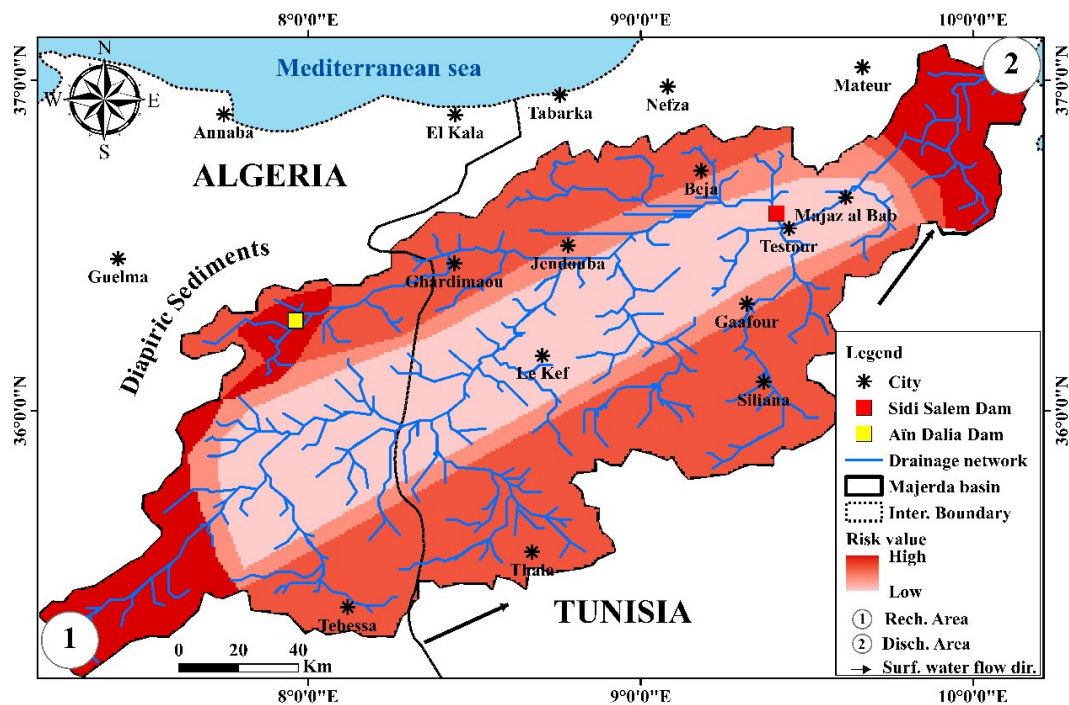 8°0'0"E
9°0'0"E
10°0'0"E
N
W
E
S
Mediterranean sea
2
37°0'0"N
37°0'0"N
Mateur
Nefza
Tabarka
El Kala
Annaba
ALGERIA
Beja
Majaz al Bab
Testour
Guelma
Jendouba
Ghardimaou
Diapiric Sediments
Gaafour
Le Kef
Siliana
36°0'0"N
36°0'0"N
Thala
Tebessa
TUNISIA
1
0 20 40
Km
Legend
City
Sidi Salem Dam
Aïn Dalia Dam
Drainage network
Majerda basin
Inter. Boundary
Risk value
High
Low
1 Rech. Area
2 Disch. Area
Surf. water flow dir.
8°0'0"E
9°0'0"E
10°0'0"E